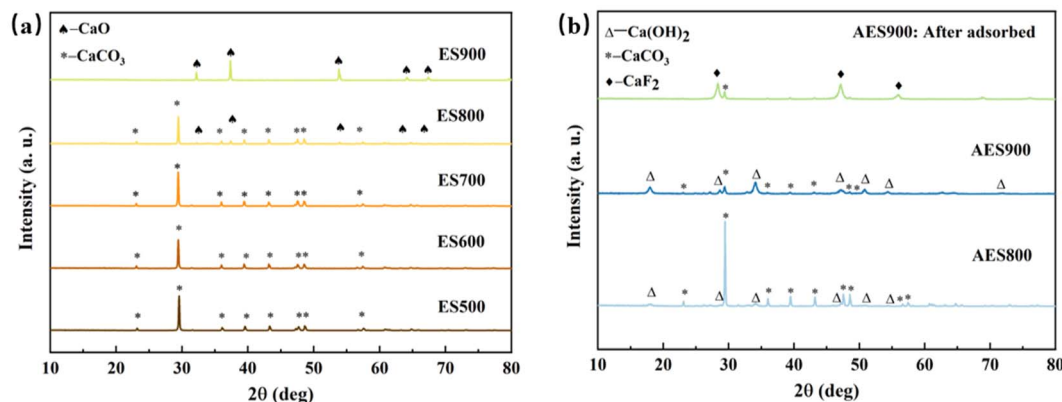 (a)
♠–CaO
*–CaCO₃
ES900
ES800
ES700
ES600
ES500
Intensity (a. u.)
10 20 30 40 50 60 70 80
2θ (deg)
(b)
Δ—Ca(OH)₂
*–CaCO₃
♦–CaF₂
AES900: After adsorbed
AES900
AES800
Intensity (a. u.)
10 20 30 40 50 60 70 80
2θ (deg)